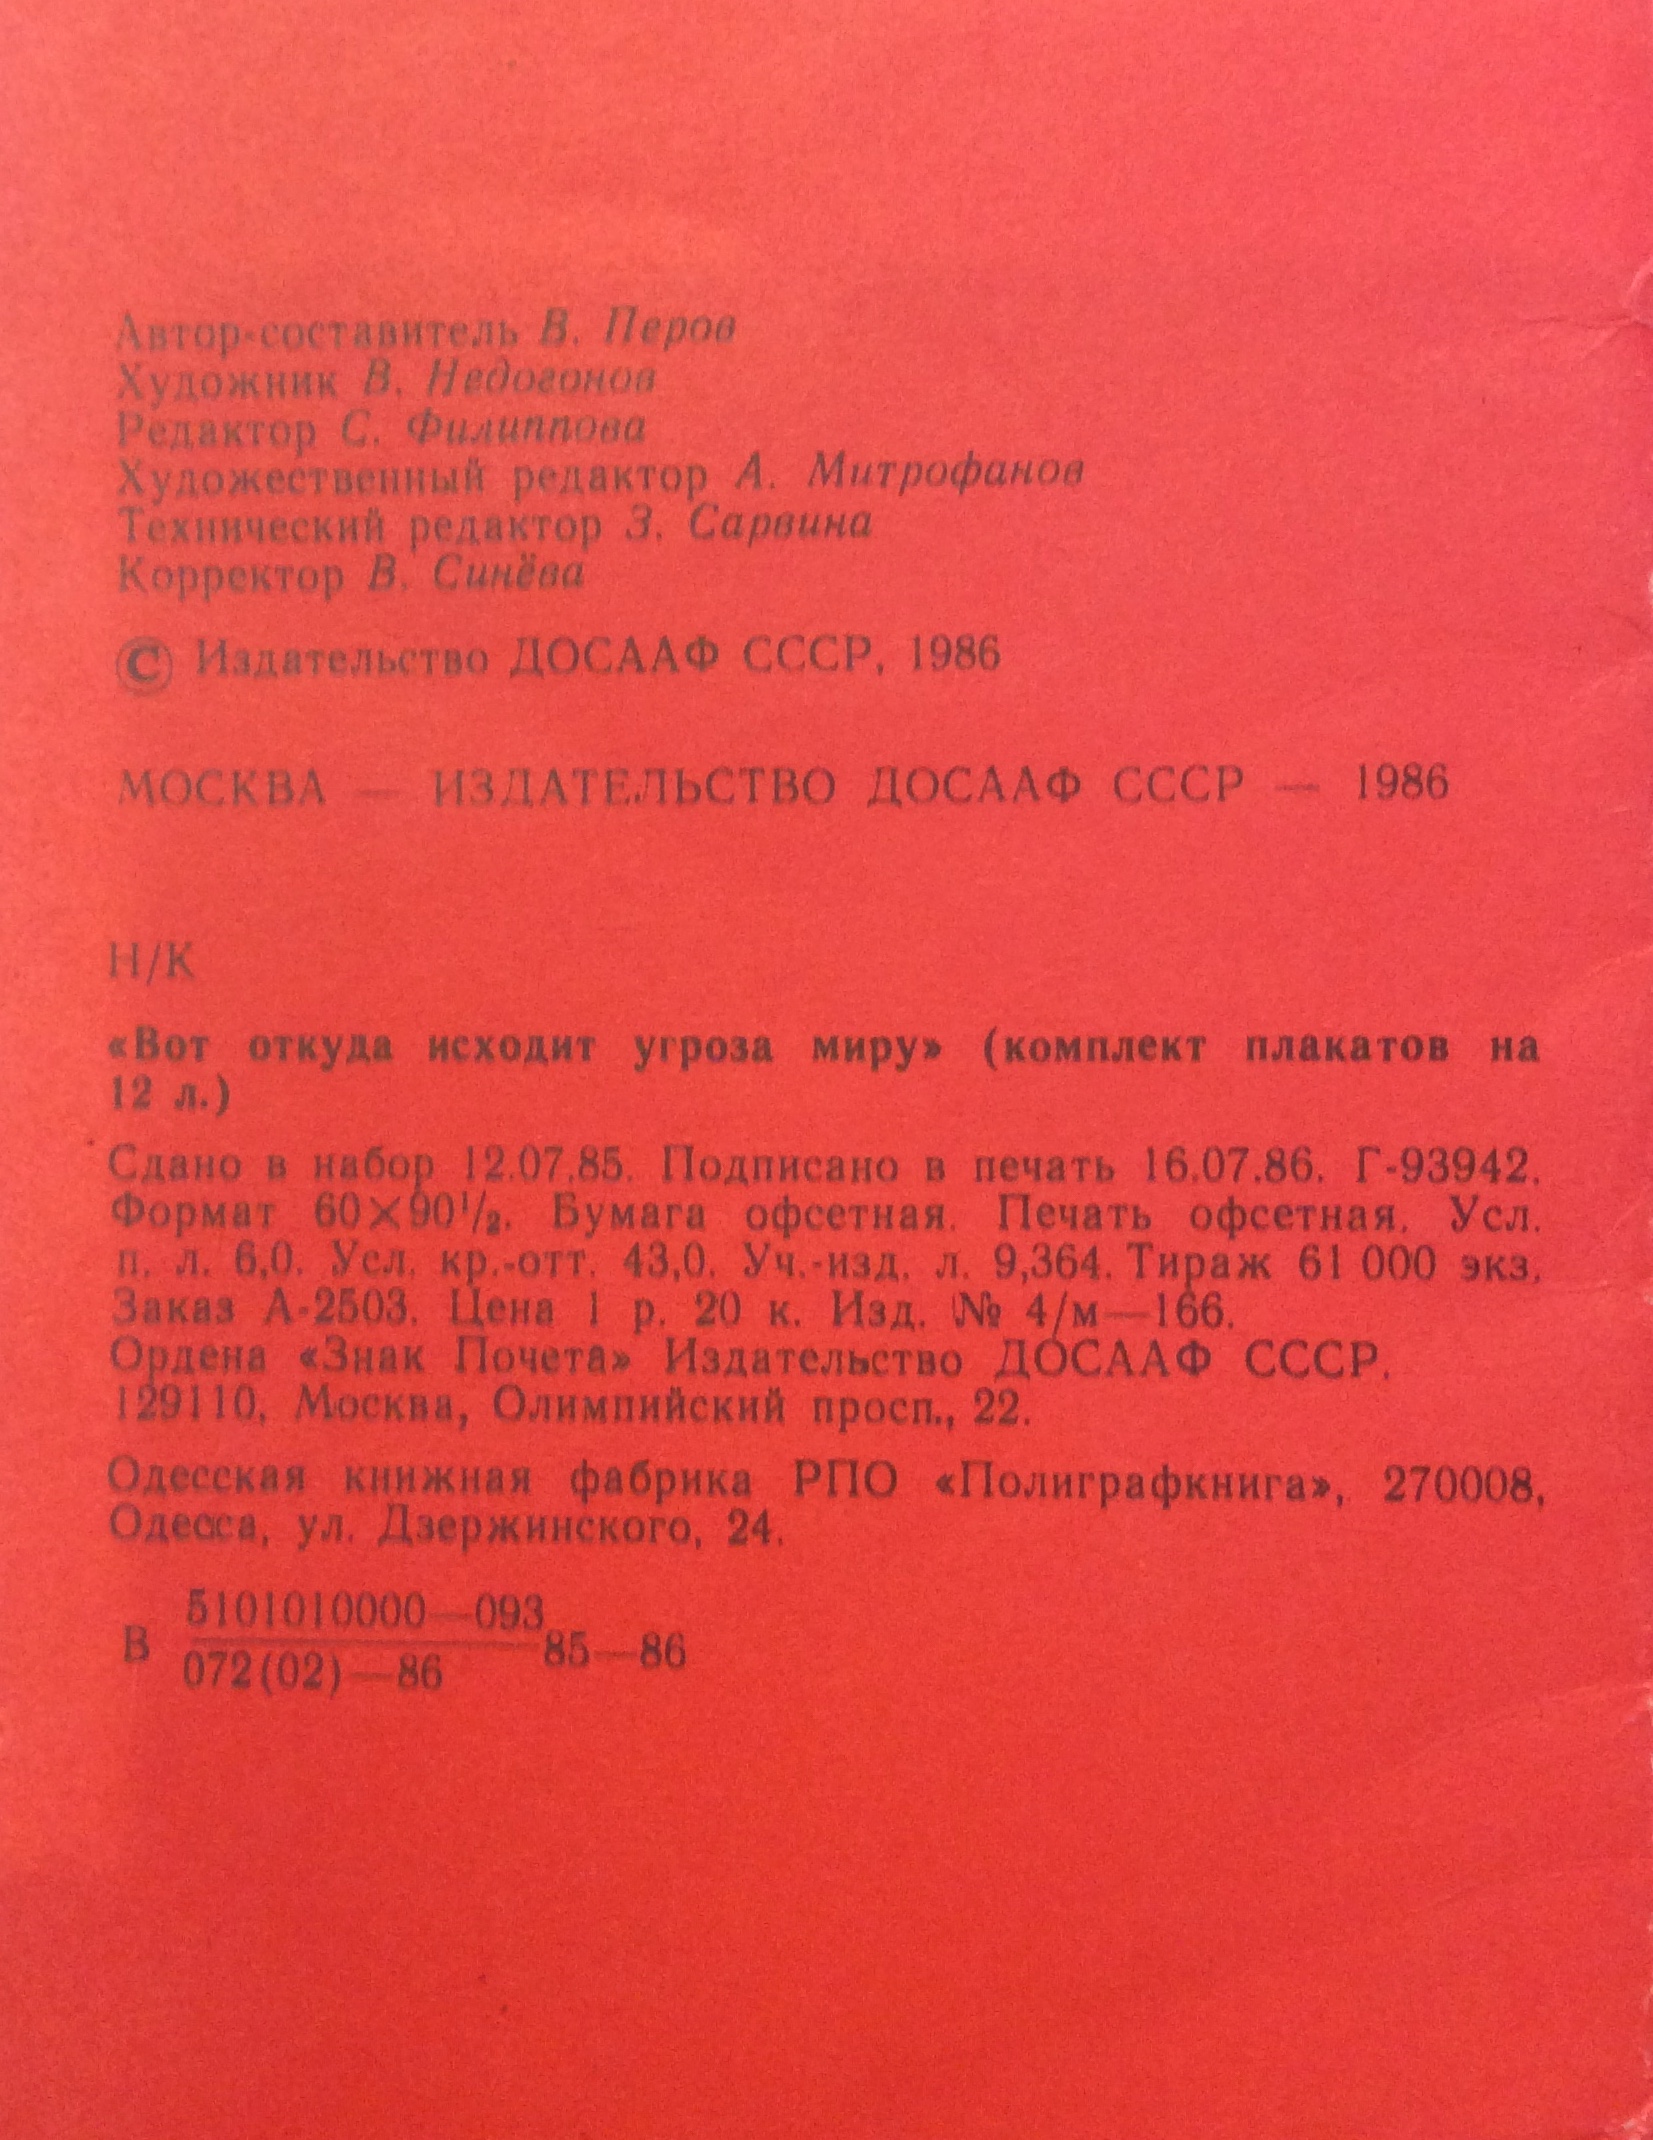 Автор-составитель В. Перов
Художник В. Недогонов
Редактор С. Филиппова
Художественный редактор А. Митрофанов
Технический редактор З. Сарвина
Корректор В. Синёва
© Издательство ДОСААФ СССР, 1986
МОСКВА — ИЗДАТЕЛЬСТВО ДОСААФ СССР — 1986
Н/К
«Вот откуда исходит угроза миру» (комплект плакатов на
12 л.)
Сдано в набор 12.07.85. Подписано в печать 16.07.86. Г-93942.
Формат 60×90¹/₂. Бумага офсетная. Печать офсетная. Усл.
п. л. 6,0. Усл. кр.-отт. 43,0. Уч.-изд. л. 9,364. Тираж 61 000 экз.
Заказ А-2503. Цена 1 р. 20 к. Изд. № 4/м—166.
Ордена «Знак Почета» Издательство ДОСААФ СССР.
129110, Москва, Олимпийский просп., 22.
Одесская книжная фабрика РПО «Полиграфкнига», 270008,
Одесса, ул. Дзержинского, 24.
5101010000—093
В 85—86
072(02)—86